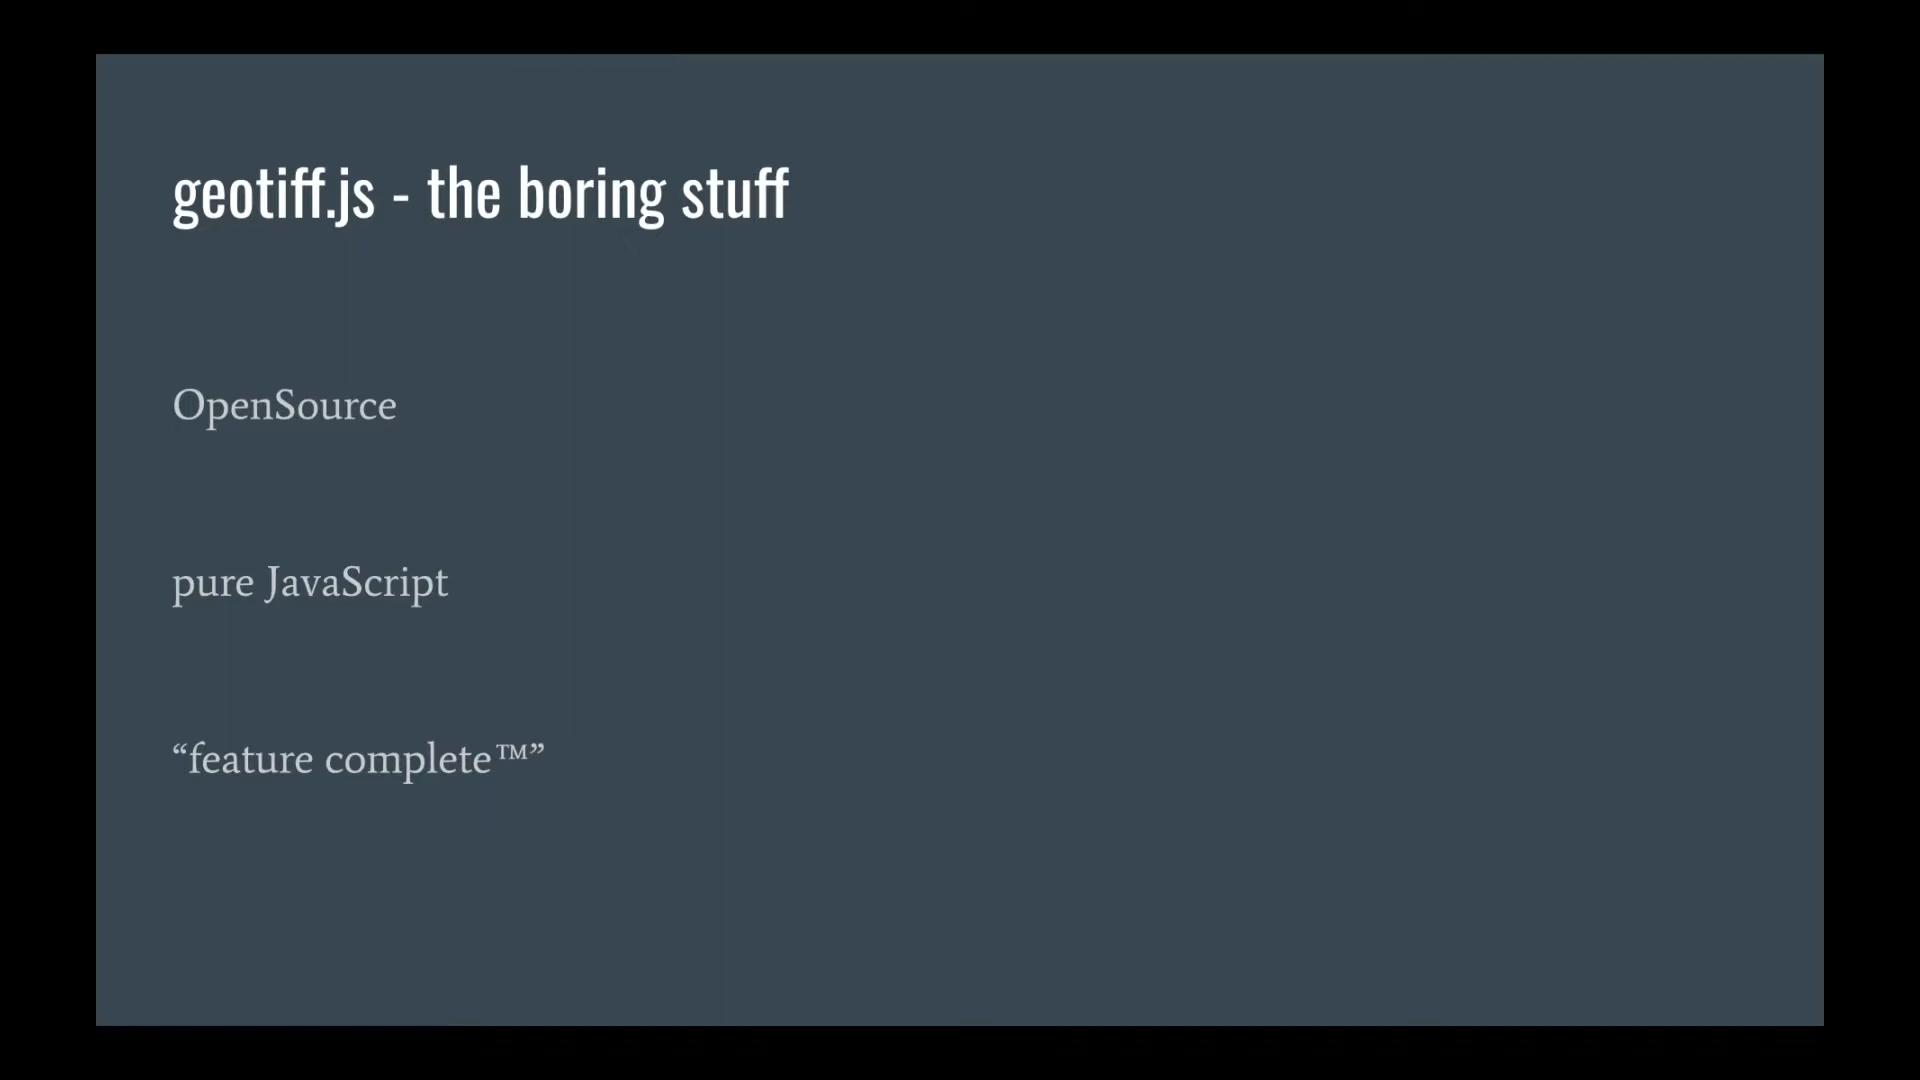 geotiff.js - the boring stuff
OpenSource
pure JavaScript
“feature complete™”